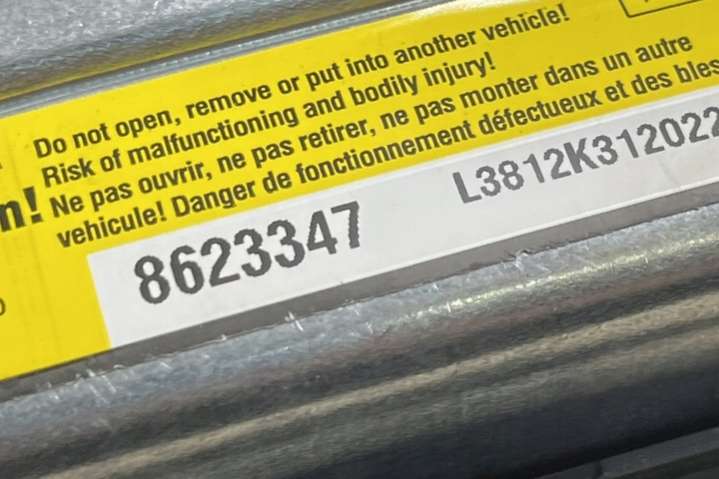 Do not open, remove or put into another vehicle!
Risk of malfunctioning and bodily injury!
n! Ne pas ouvrir, ne pas retirer, ne pas monter dans un autre
vehicule! Danger de fonctionnement défectueux et des bles
8623347 L3812K312022